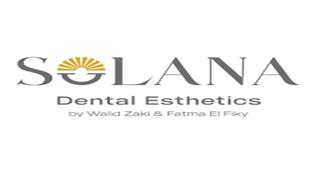 SOLANA
Dental Esthetics
by Walid Zaki & Fatma El Fiky